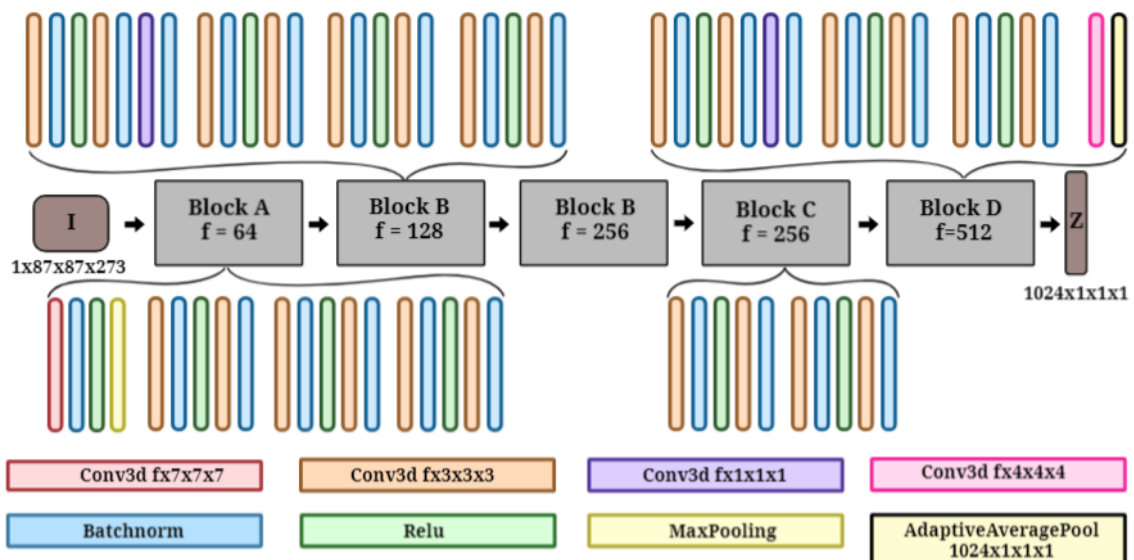 I
1x87x87x273
Block A
f = 64
Block B
f = 128
Block B
f = 256
Block C
f = 256
Block D
f=512
Z
1024x1x1x1
Conv3d fx7x7x7
Conv3d fx3x3x3
Conv3d fx1x1x1
Conv3d fx4x4x4
Batchnorm
Relu
MaxPooling
AdaptiveAveragePool
1024x1x1x1